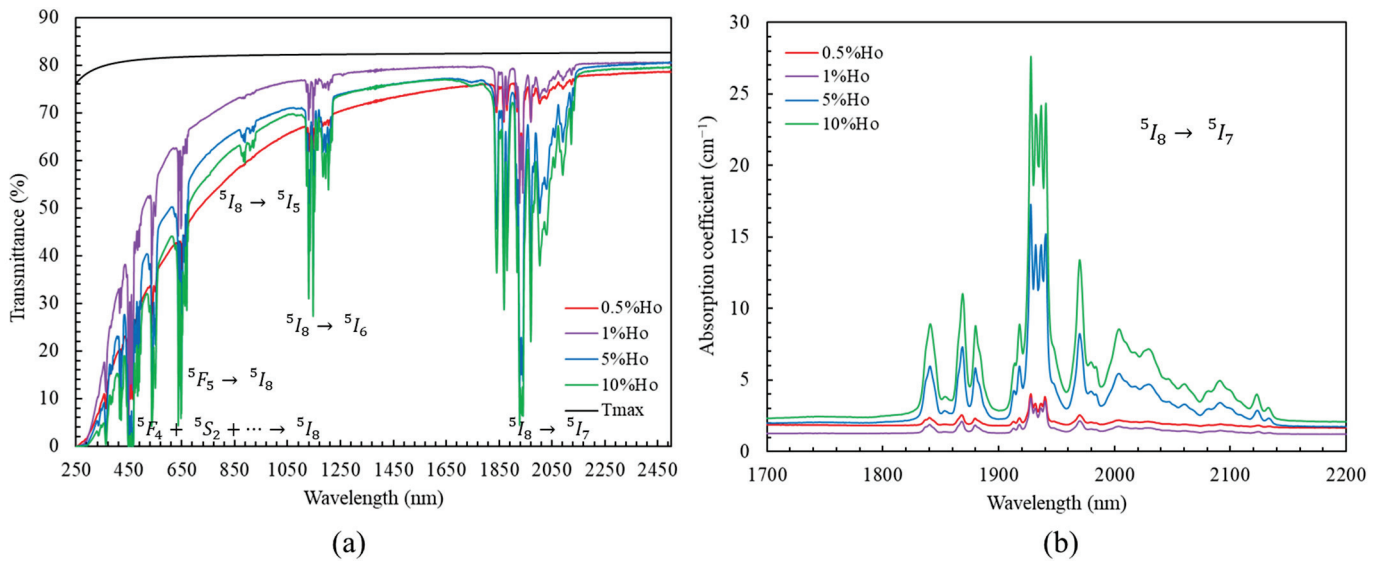 90
80
70
60
50
40
30
20
10
0
Transmittance (%)
⁵I₈ → ⁵I₅
⁵I₈ → ⁵I₆
⁵F₅ → ⁵I₈
⁵F₄ + ⁵S₂ + ⋯ → ⁵I₈
⁵I₈ → ⁵I₇
0.5%Ho
1%Ho
5%Ho
10%Ho
Tmax
250 450 650 850 1050 1250 1450 1650 1850 2050 2250 2450
Wavelength (nm)
(a)
30
25
20
15
10
5
0
Absorption coefficient (cm⁻¹)
0.5%Ho
1%Ho
5%Ho
10%Ho
⁵I₈ → ⁵I₇
1700 1800 1900 2000 2100 2200
Wavelength (nm)
(b)